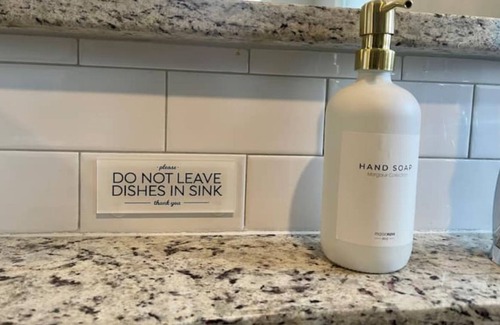 please
DO NOT LEAVE
DISHES IN SINK
thank you
HAND SOAP